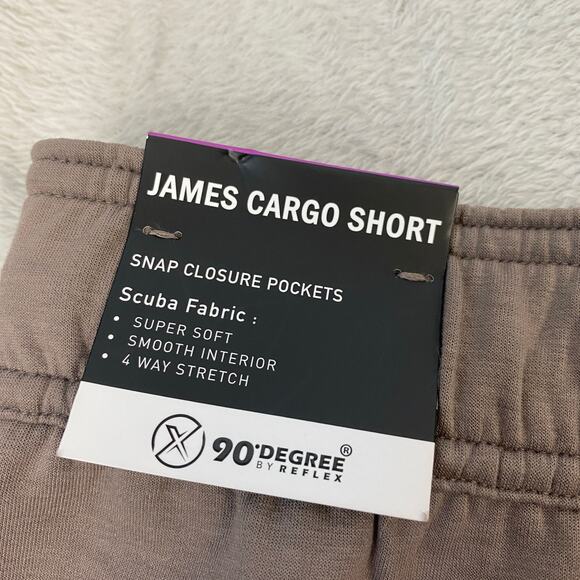 JAMES CARGO SHORT
SNAP CLOSURE POCKETS
Scuba Fabric :
• SUPER SOFT
• SMOOTH INTERIOR
• 4 WAY STRETCH
X 90°DEGREE®
BY REFLEX